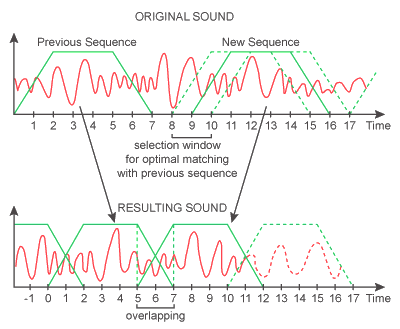 ORIGINAL SOUND
Previous Sequence New Sequence
1 2 3 4 5 6 7 8 9 10 11 12 13 14 15 16 17 Time
selection window
for optimal matching
with previous sequence
RESULTING SOUND
-1 0 1 2 3 4 5 6 7 8 9 10 11 12 13 14 15 16 17 Time
overlapping